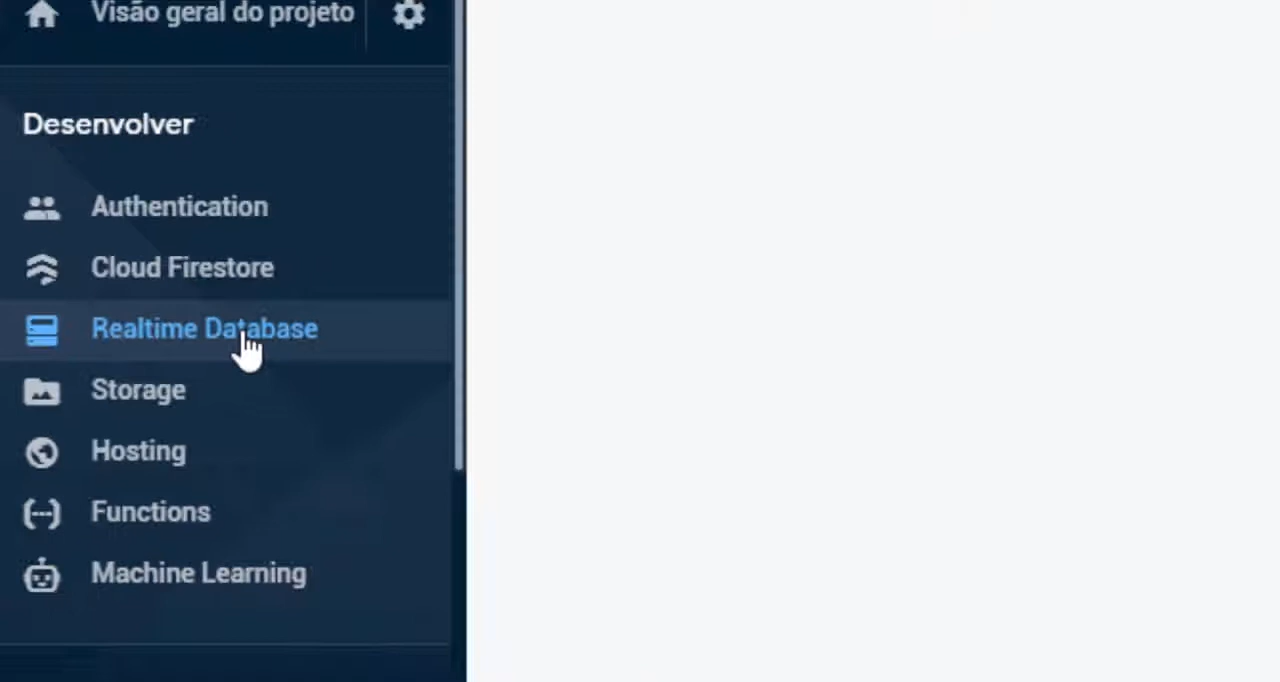 Visão geral do projeto
Desenvolver
Authentication
Cloud Firestore
Realtime Database
Storage
Hosting
Functions
Machine Learning